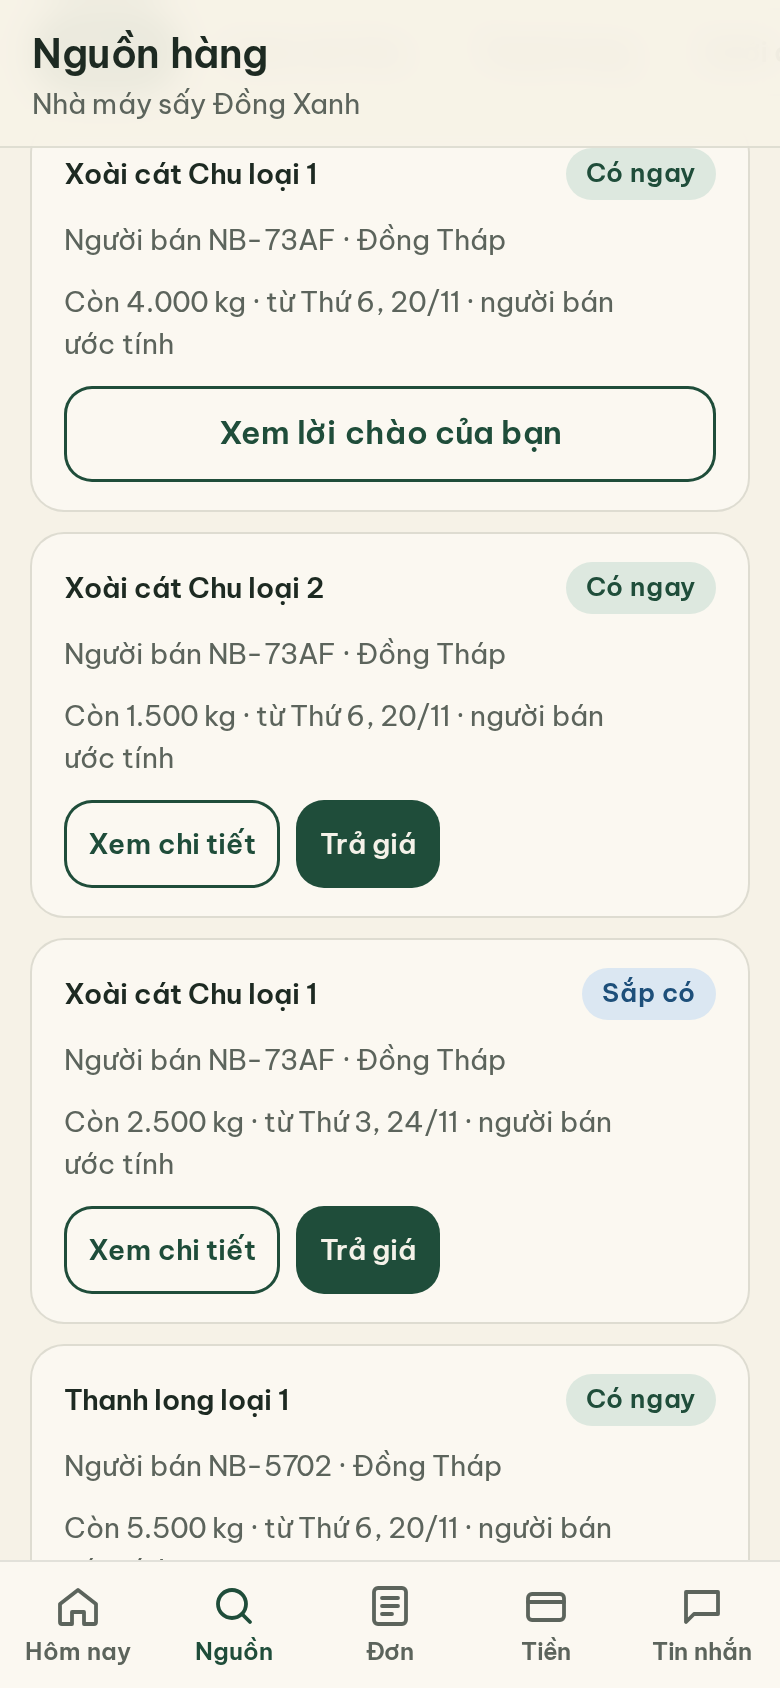 Nguồn hàng
Nhà máy sấy Đồng Xanh
Xoài cát Chu loại 1
Có ngay
Người bán NB-73AF · Đồng Tháp
Còn 4.000 kg · từ Thứ 6, 20/11 · người bán
ước tính
Xem lời chào của bạn
Xoài cát Chu loại 2
Có ngay
Người bán NB-73AF · Đồng Tháp
Còn 1.500 kg · từ Thứ 6, 20/11 · người bán
ước tính
Xem chi tiết
Trả giá
Xoài cát Chu loại 1
Sắp có
Người bán NB-73AF · Đồng Tháp
Còn 2.500 kg · từ Thứ 3, 24/11 · người bán
ước tính
Xem chi tiết
Trả giá
Thanh long loại 1
Có ngay
Người bán NB-5702 · Đồng Tháp
Còn 5.500 kg · từ Thứ 6, 20/11 · người bán
Hôm nay
Nguồn
Đơn
Tiền
Tin nhắn